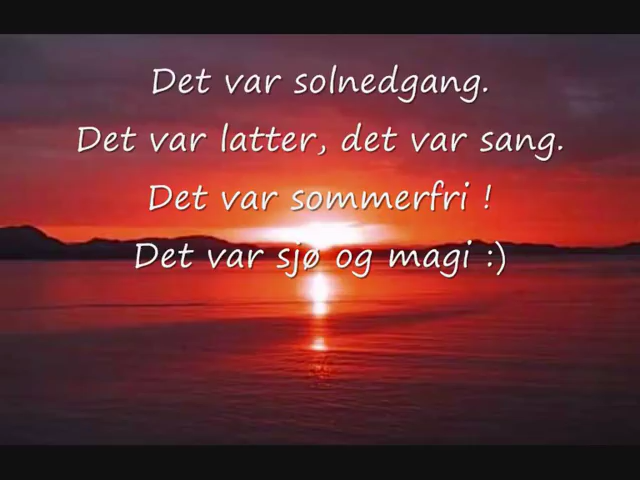 Det var solnedgang.
Det var latter, det var sang.
Det var sommerfri !
Det var sjø og magi :)